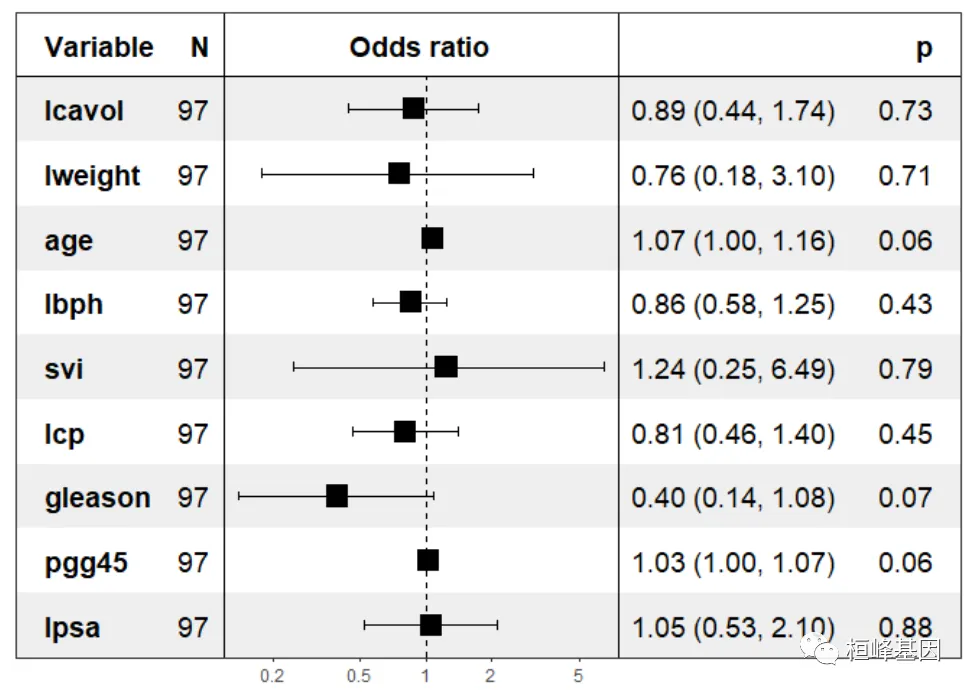 Variable N Odds ratio p
lcavol 97 0.89 (0.44, 1.74) 0.73
lweight 97 0.76 (0.18, 3.10) 0.71
age 97 1.07 (1.00, 1.16) 0.06
lbph 97 0.86 (0.58, 1.25) 0.43
svi 97 1.24 (0.25, 6.49) 0.79
lcp 97 0.81 (0.46, 1.40) 0.45
gleason 97 0.40 (0.14, 1.08) 0.07
pgg45 97 1.03 (1.00, 1.07) 0.06
lpsa 97 1.05 (0.53, 2.10) 0.88
桓峰基因
0.2 0.5 1 2 5